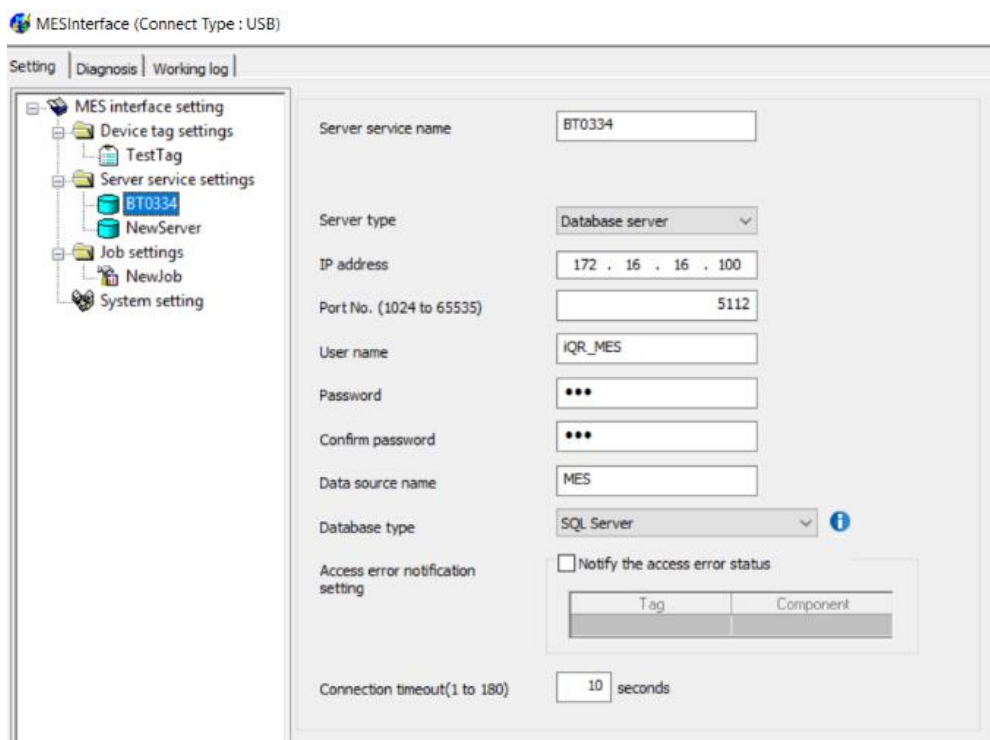 MESInterface (Connect Type : USB)
Setting Diagnosis Working log
MES interface setting
Device tag settings
TestTag
Server service settings
BT0334
NewServer
Job settings
NewJob
System setting
Server service name BT0334
Server type Database server
IP address 172 . 16 . 16 . 100
Port No. (1024 to 65535) 5112
User name iQR_MES
Password •••
Confirm password •••
Data source name MES
Database type SQL Server
Access error notification
setting
Notify the access error status
Tag Component
Connection timeout(1 to 180) 10 seconds